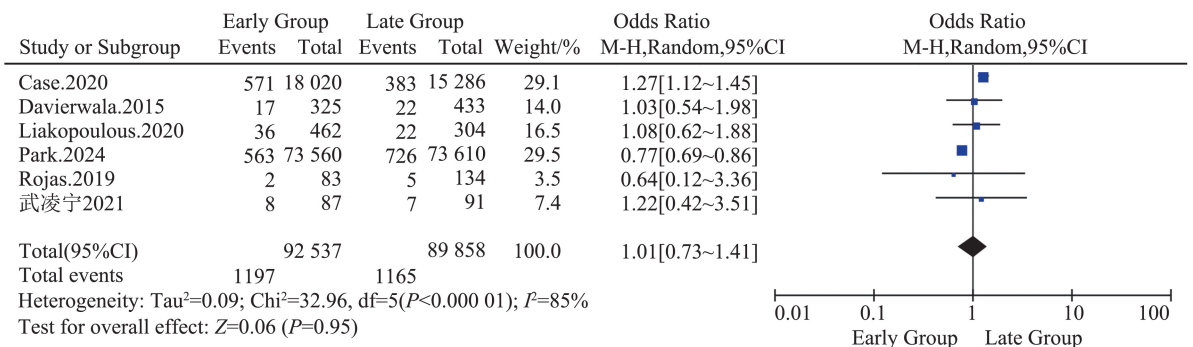 Early Group Late Group Odds Ratio Odds Ratio
Study or Subgroup Events Total Events Total Weight/% M-H,Random,95%CI M-H,Random,95%CI
Case.2020 571 18 020 383 15 286 29.1 1.27[1.12~1.45]
Davierwala.2015 17 325 22 433 14.0 1.03[0.54~1.98]
Liakopoulous.2020 36 462 22 304 16.5 1.08[0.62~1.88]
Park.2024 563 73 560 726 73 610 29.5 0.77[0.69~0.86]
Rojas.2019 2 83 5 134 3.5 0.64[0.12~3.36]
武凌宁2021 8 87 7 91 7.4 1.22[0.42~3.51]
Total(95%CI) 92 537 89 858 100.0 1.01[0.73~1.41]
Total events 1197 1165
Heterogeneity: Tau²=0.09; Chi²=32.96, df=5(P<0.000 01); I²=85%
Test for overall effect: Z=0.06 (P=0.95)
0.01 0.1 1 10 100
Early Group Late Group